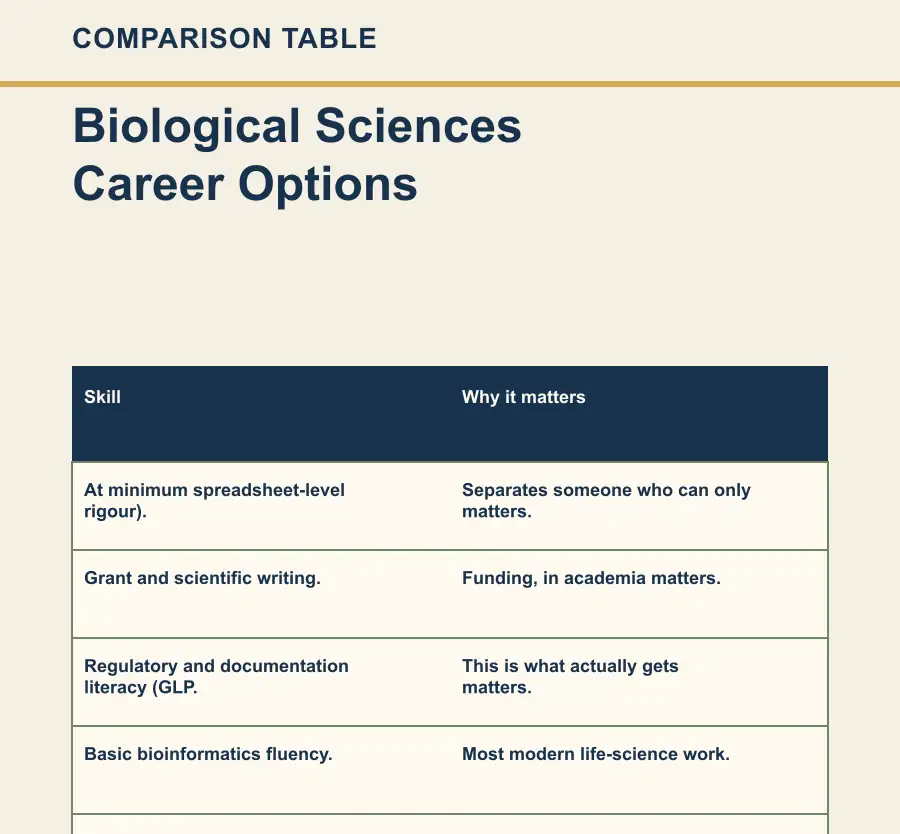 COMPARISON TABLE
Biological Sciences
Career Options
Skill
Why it matters
At minimum spreadsheet-level
rigour).
Separates someone who can only
matters.
Grant and scientific writing.
Funding, in academia matters.
Regulatory and documentation
literacy (GLP.
This is what actually gets
matters.
Basic bioinformatics fluency.
Most modern life-science work.